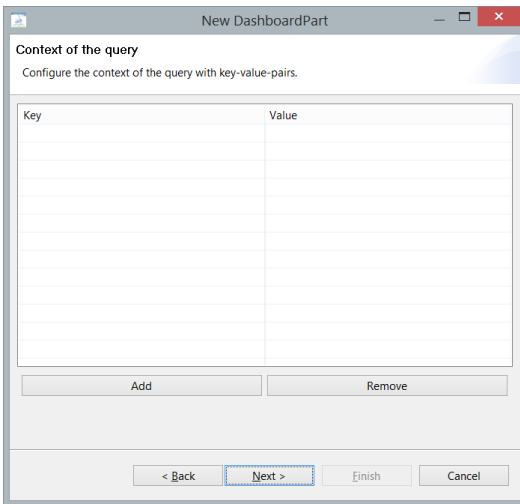 New DashboardPart
Context of the query
Configure the context of the query with key-value-pairs.
Key Value
Add Remove
< Back Next > Finish Cancel